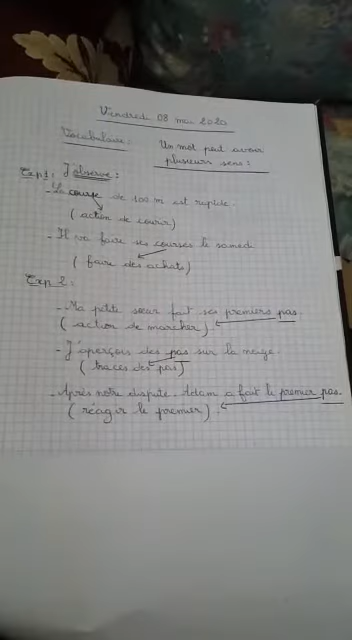 Vendredi 08 mai 2020
Vocabulaire : Un mot peut avoir
plusieurs sens :
Exp1: J'observe :
- La course de 100 m est rapide.
(action de courir)
- Il va faire ses courses le samedi
(faire des achats)
Exp 2 :
- Ma petite sœur fait ses premiers pas.
(action de marcher)
- J'aperçois des pas sur la neige.
(traces des pas)
- Après notre dispute, Adam a fait le premier pas.
(réagir le premier).